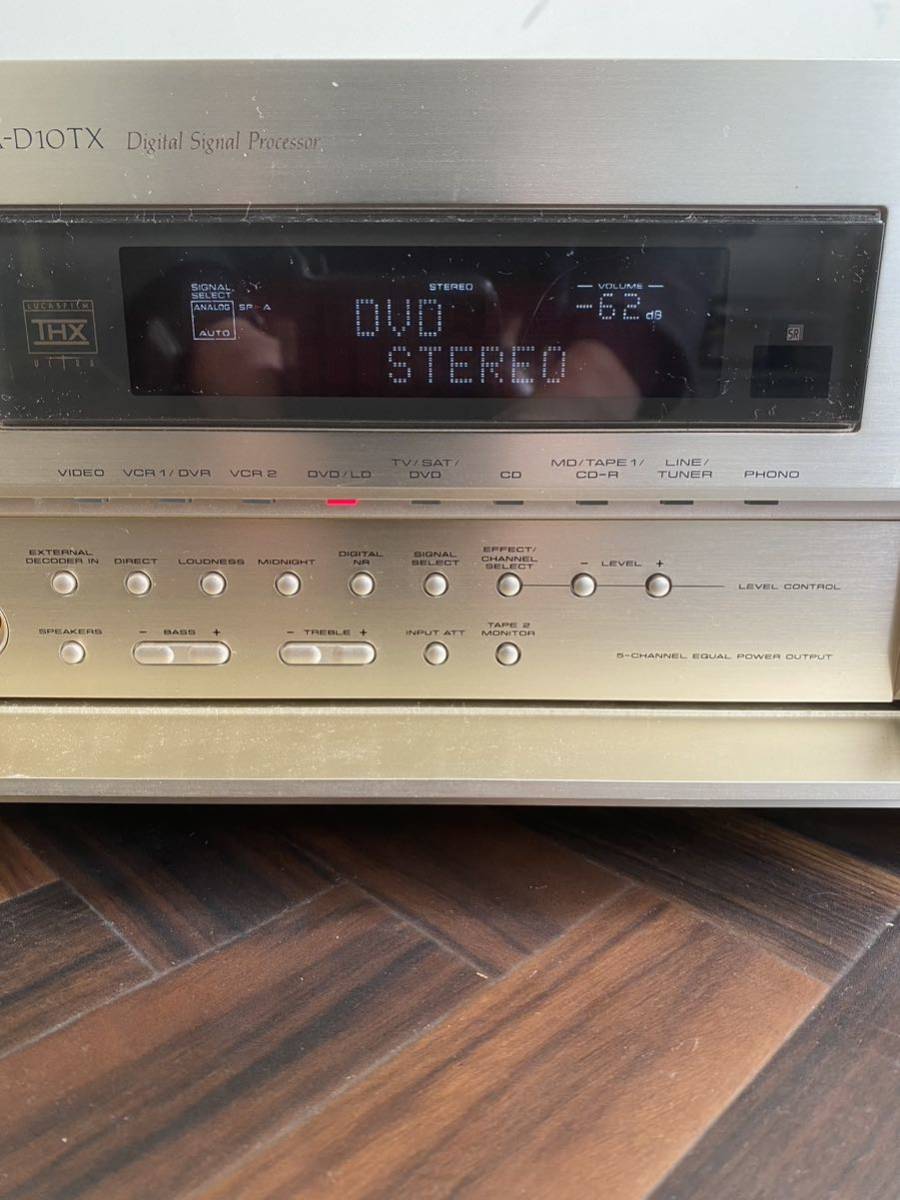 -D10TX Digital Signal Processor
LUCASFILM
THX
ULTRA
SIGNAL
SELECT
ANALOG
AUTO
SP A
STEREO
DVD
STEREO
VOLUME
-62 dB
SR
VIDEO VCR 1/DVR VCR 2 DVD/LD TV/SAT/DVD CD MD/TAPE 1/CD-R LINE/TUNER PHONO
EXTERNAL DECODER IN DIRECT LOUDNESS MIDNIGHT DIGITAL NR SIGNAL SELECT EFFECT/CHANNEL SELECT – LEVEL + LEVEL CONTROL
SPEAKERS – BASS + – TREBLE + INPUT ATT TAPE 2 MONITOR
5-CHANNEL EQUAL POWER OUTPUT